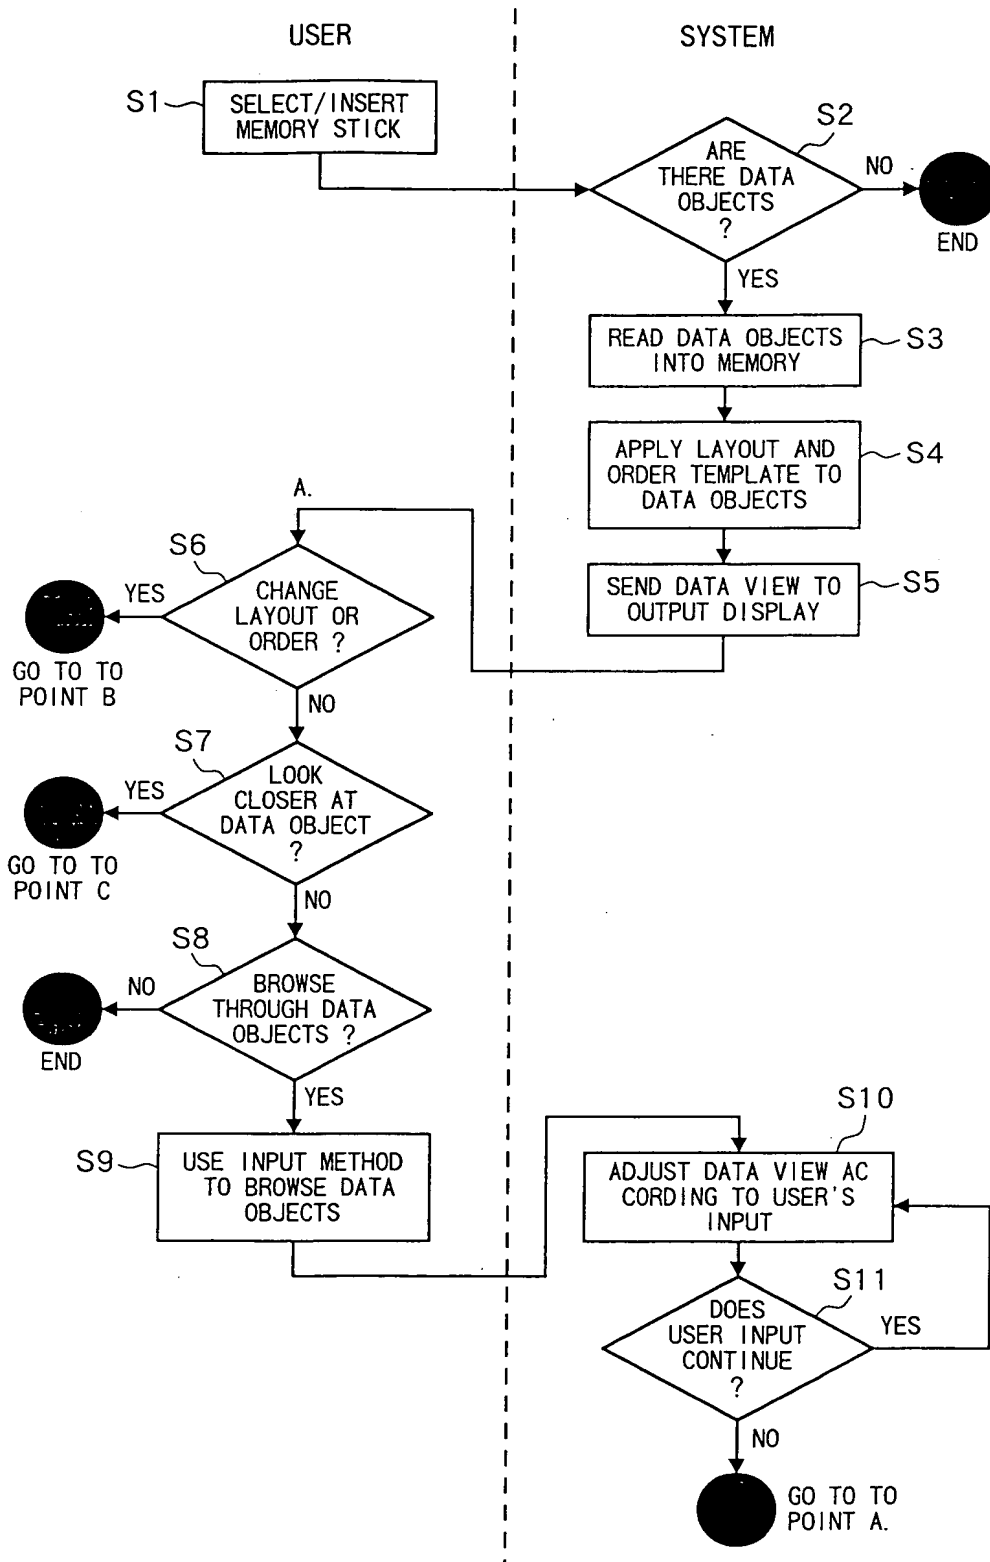 USER
SYSTEM
S1
SELECT/INSERT
MEMORY STICK
S2
ARE
THERE DATA
OBJECTS
?
NO
END
YES
READ DATA OBJECTS
INTO MEMORY
S3
APPLY LAYOUT AND
ORDER TEMPLATE TO
DATA OBJECTS
S4
SEND DATA VIEW TO
OUTPUT DISPLAY
S5
A.
S6
CHANGE
LAYOUT OR
ORDER ?
YES
GO TO TO
POINT B
NO
S7
LOOK
CLOSER AT
DATA OBJECT
?
YES
GO TO TO
POINT C
NO
S8
BROWSE
THROUGH DATA
OBJECTS ?
NO
END
YES
S9
USE INPUT METHOD
TO BROWSE DATA
OBJECTS
S10
ADJUST DATA VIEW AC
CORDING TO USER'S
INPUT
S11
DOES
USER INPUT
CONTINUE
?
YES
NO
GO TO TO
POINT A.